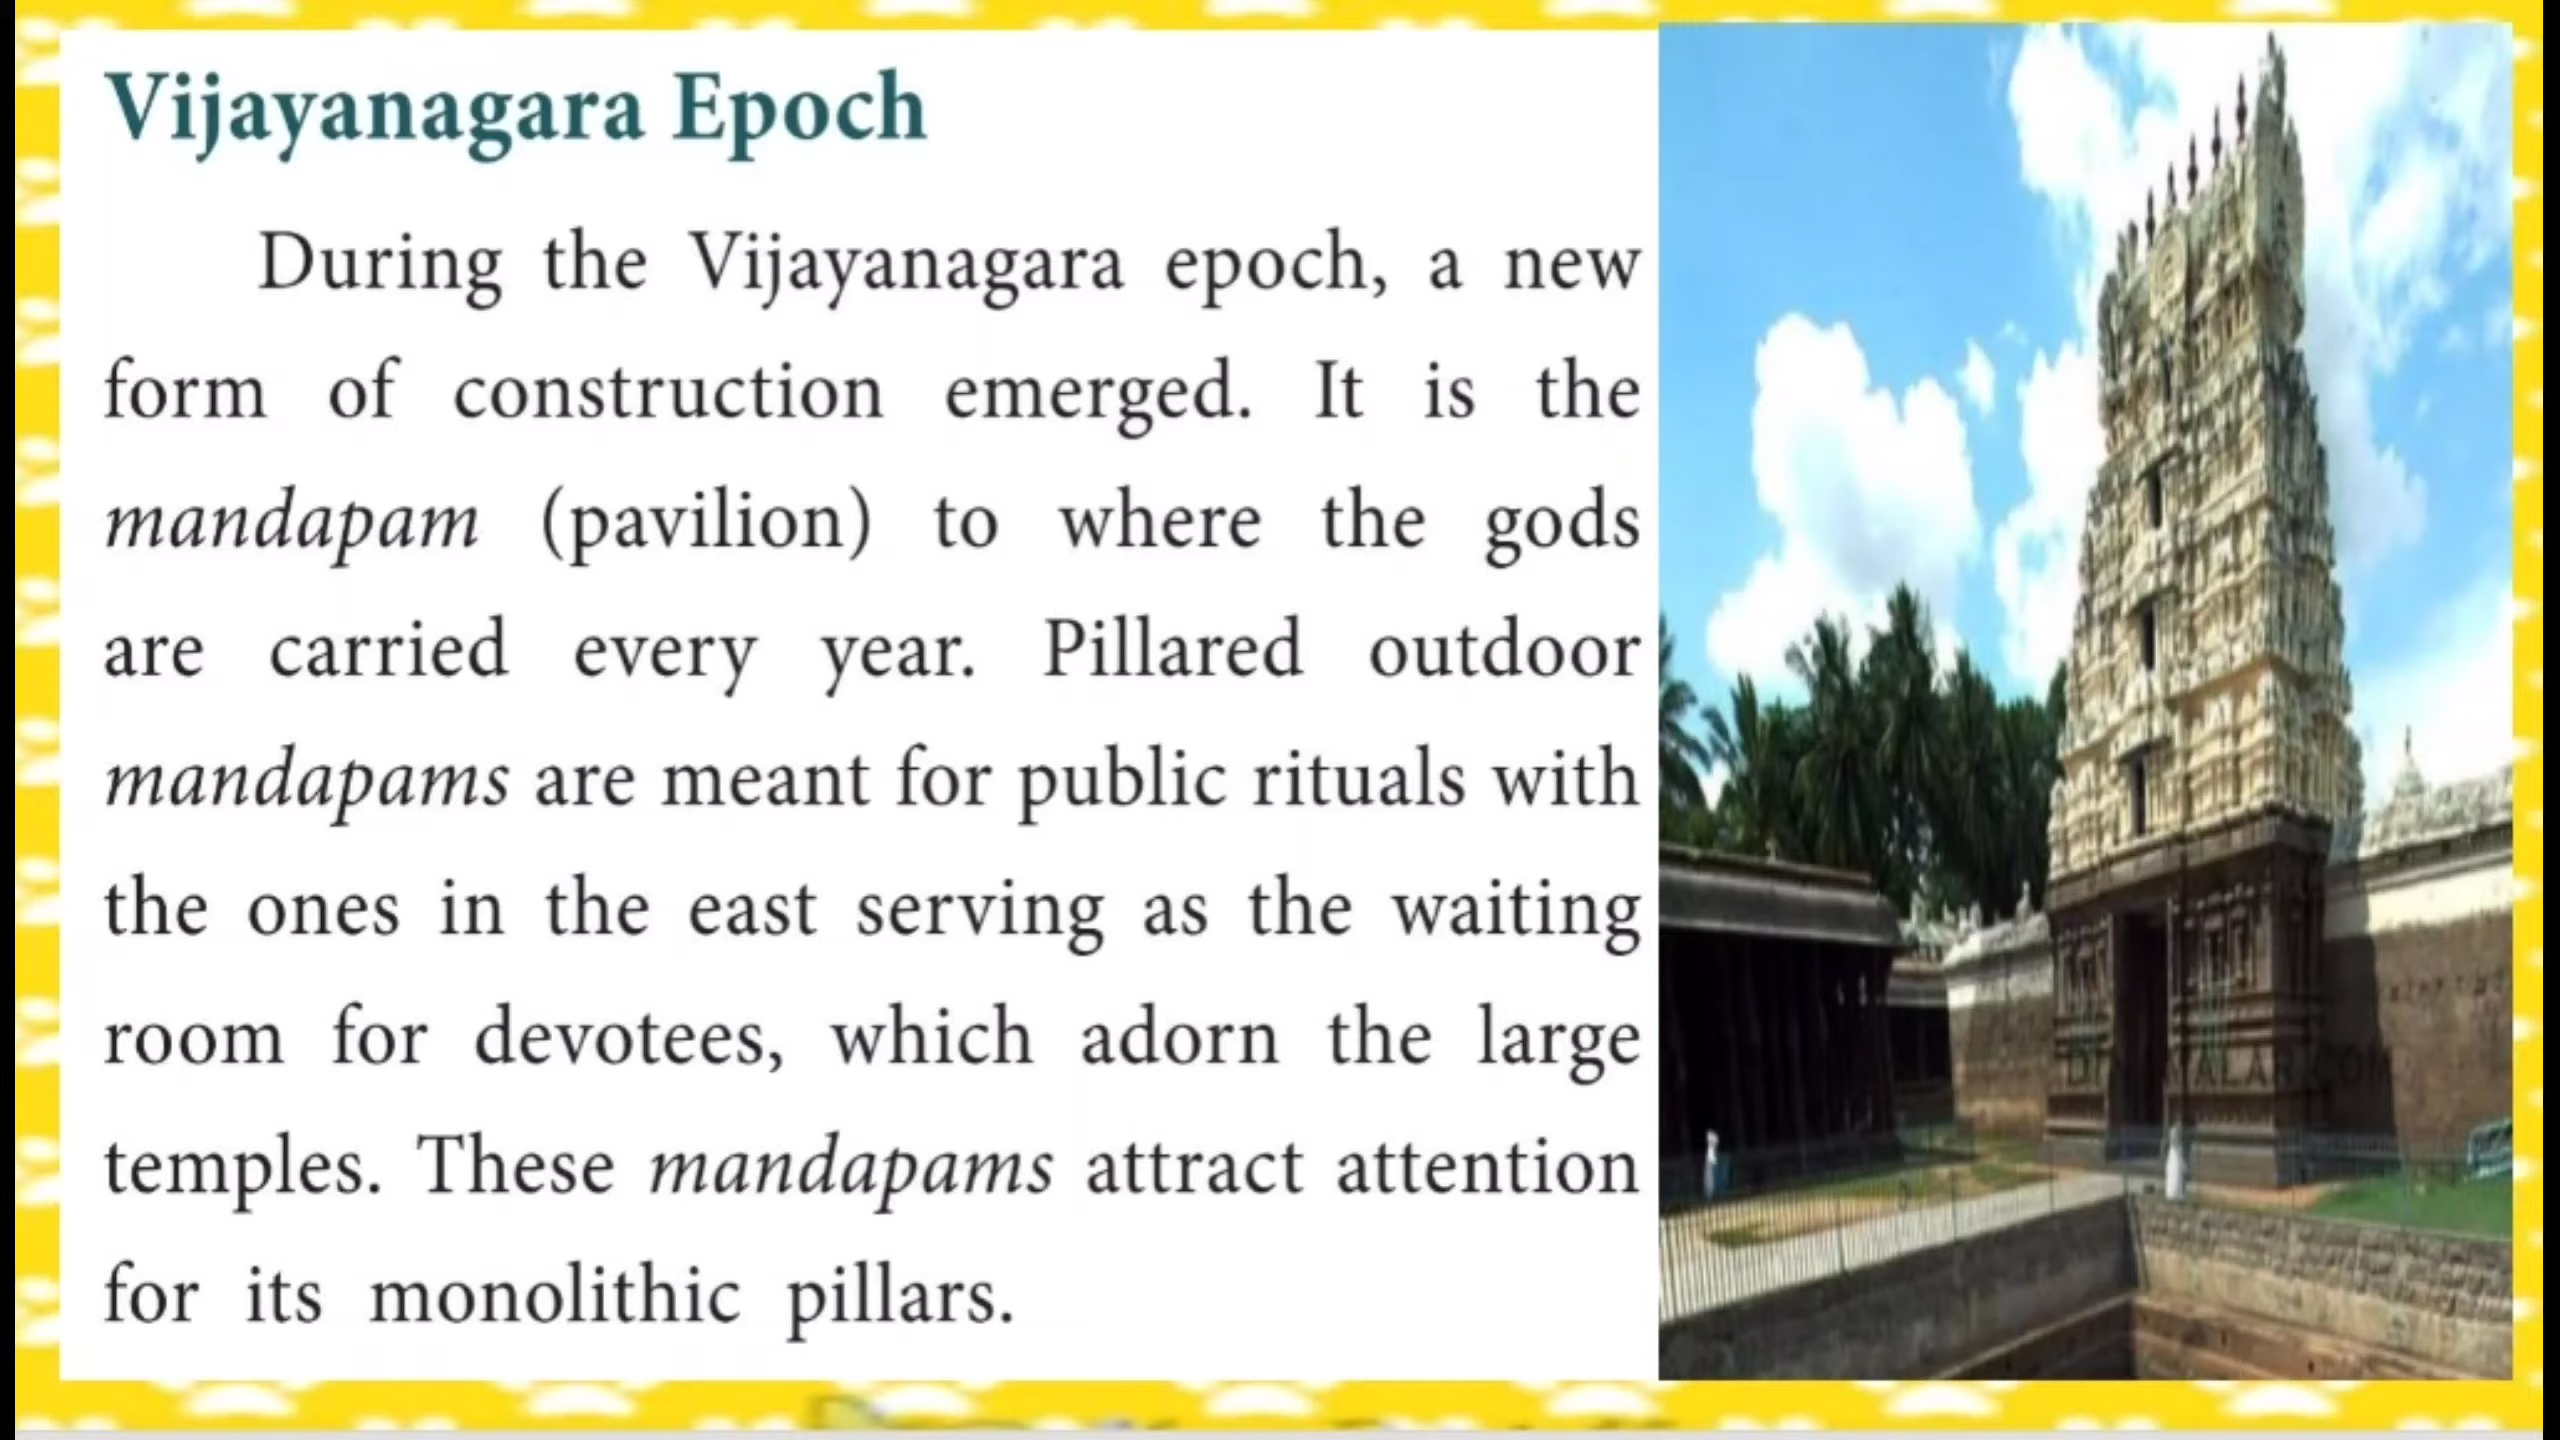 Vijayanagara Epoch
During the Vijayanagara epoch, a new
form of construction emerged. It is the
mandapam (pavilion) to where the gods
are carried every year. Pillared outdoor
mandapams are meant for public rituals with
the ones in the east serving as the waiting
room for devotees, which adorn the large
temples. These mandapams attract attention
for its monolithic pillars.